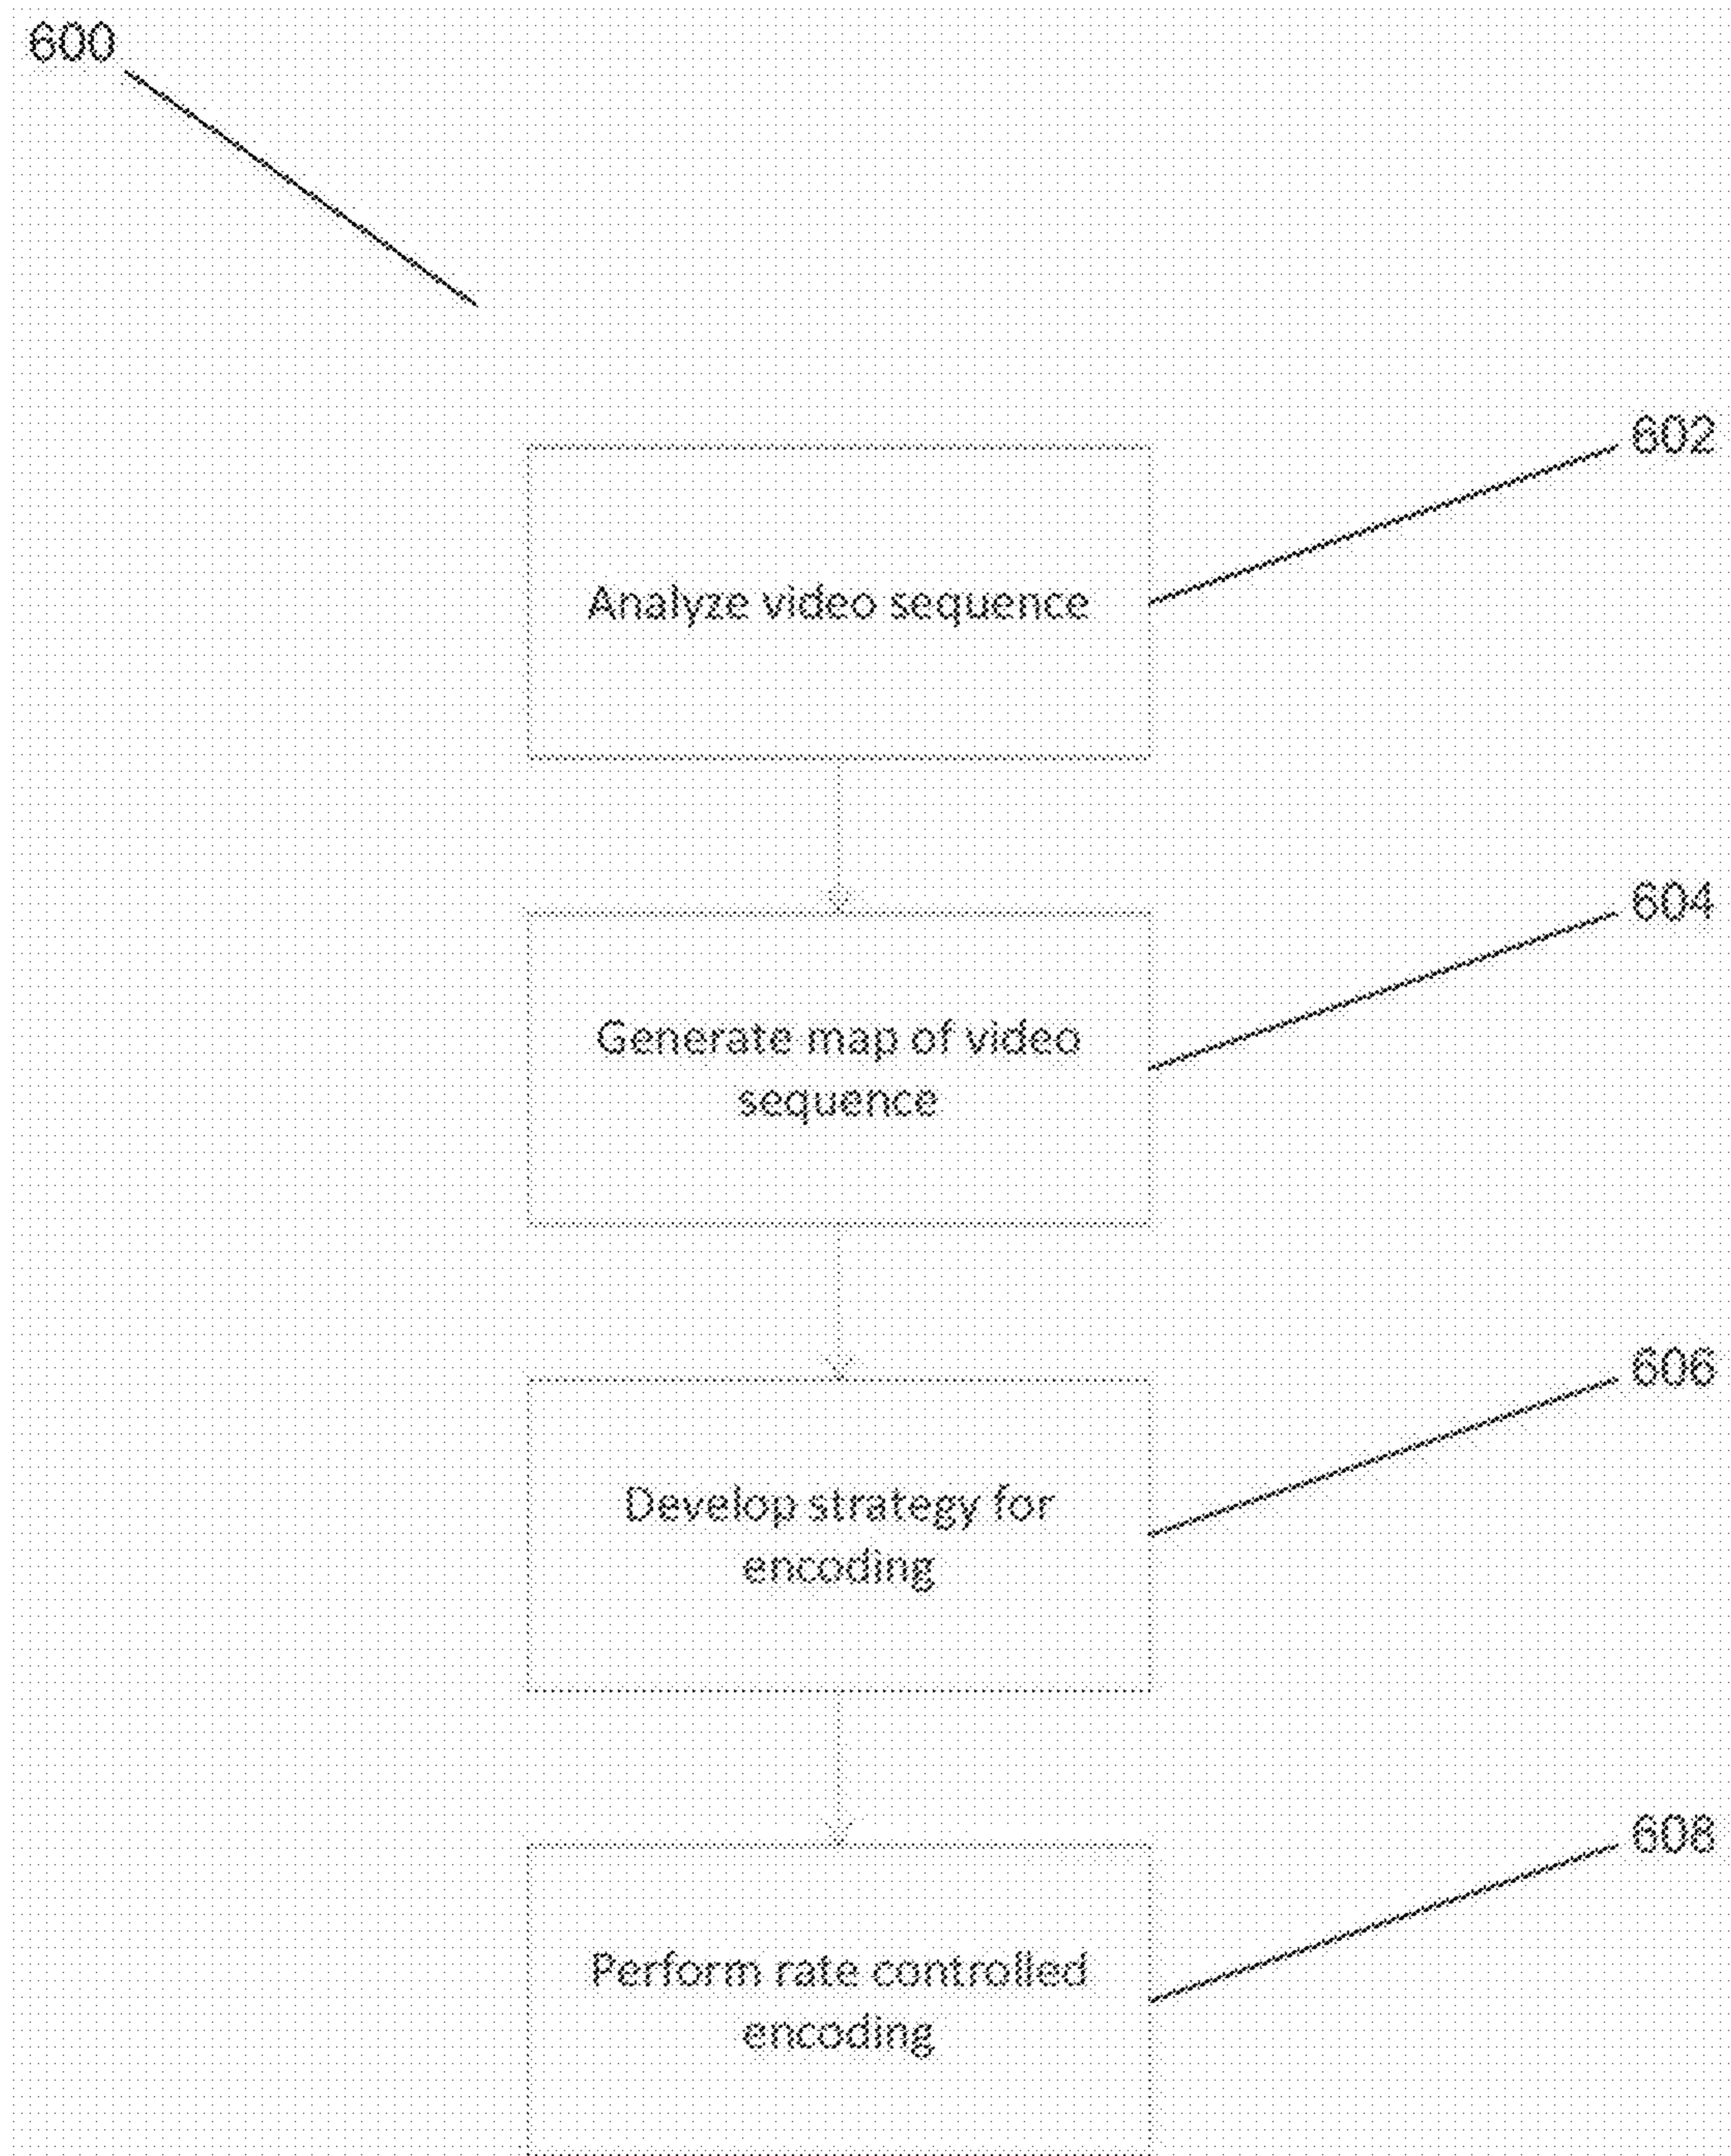 600
602
Analyze video sequence
604
Generate map of video
sequence
606
Develop strategy for
encoding
608
Perform rate controlled
encoding